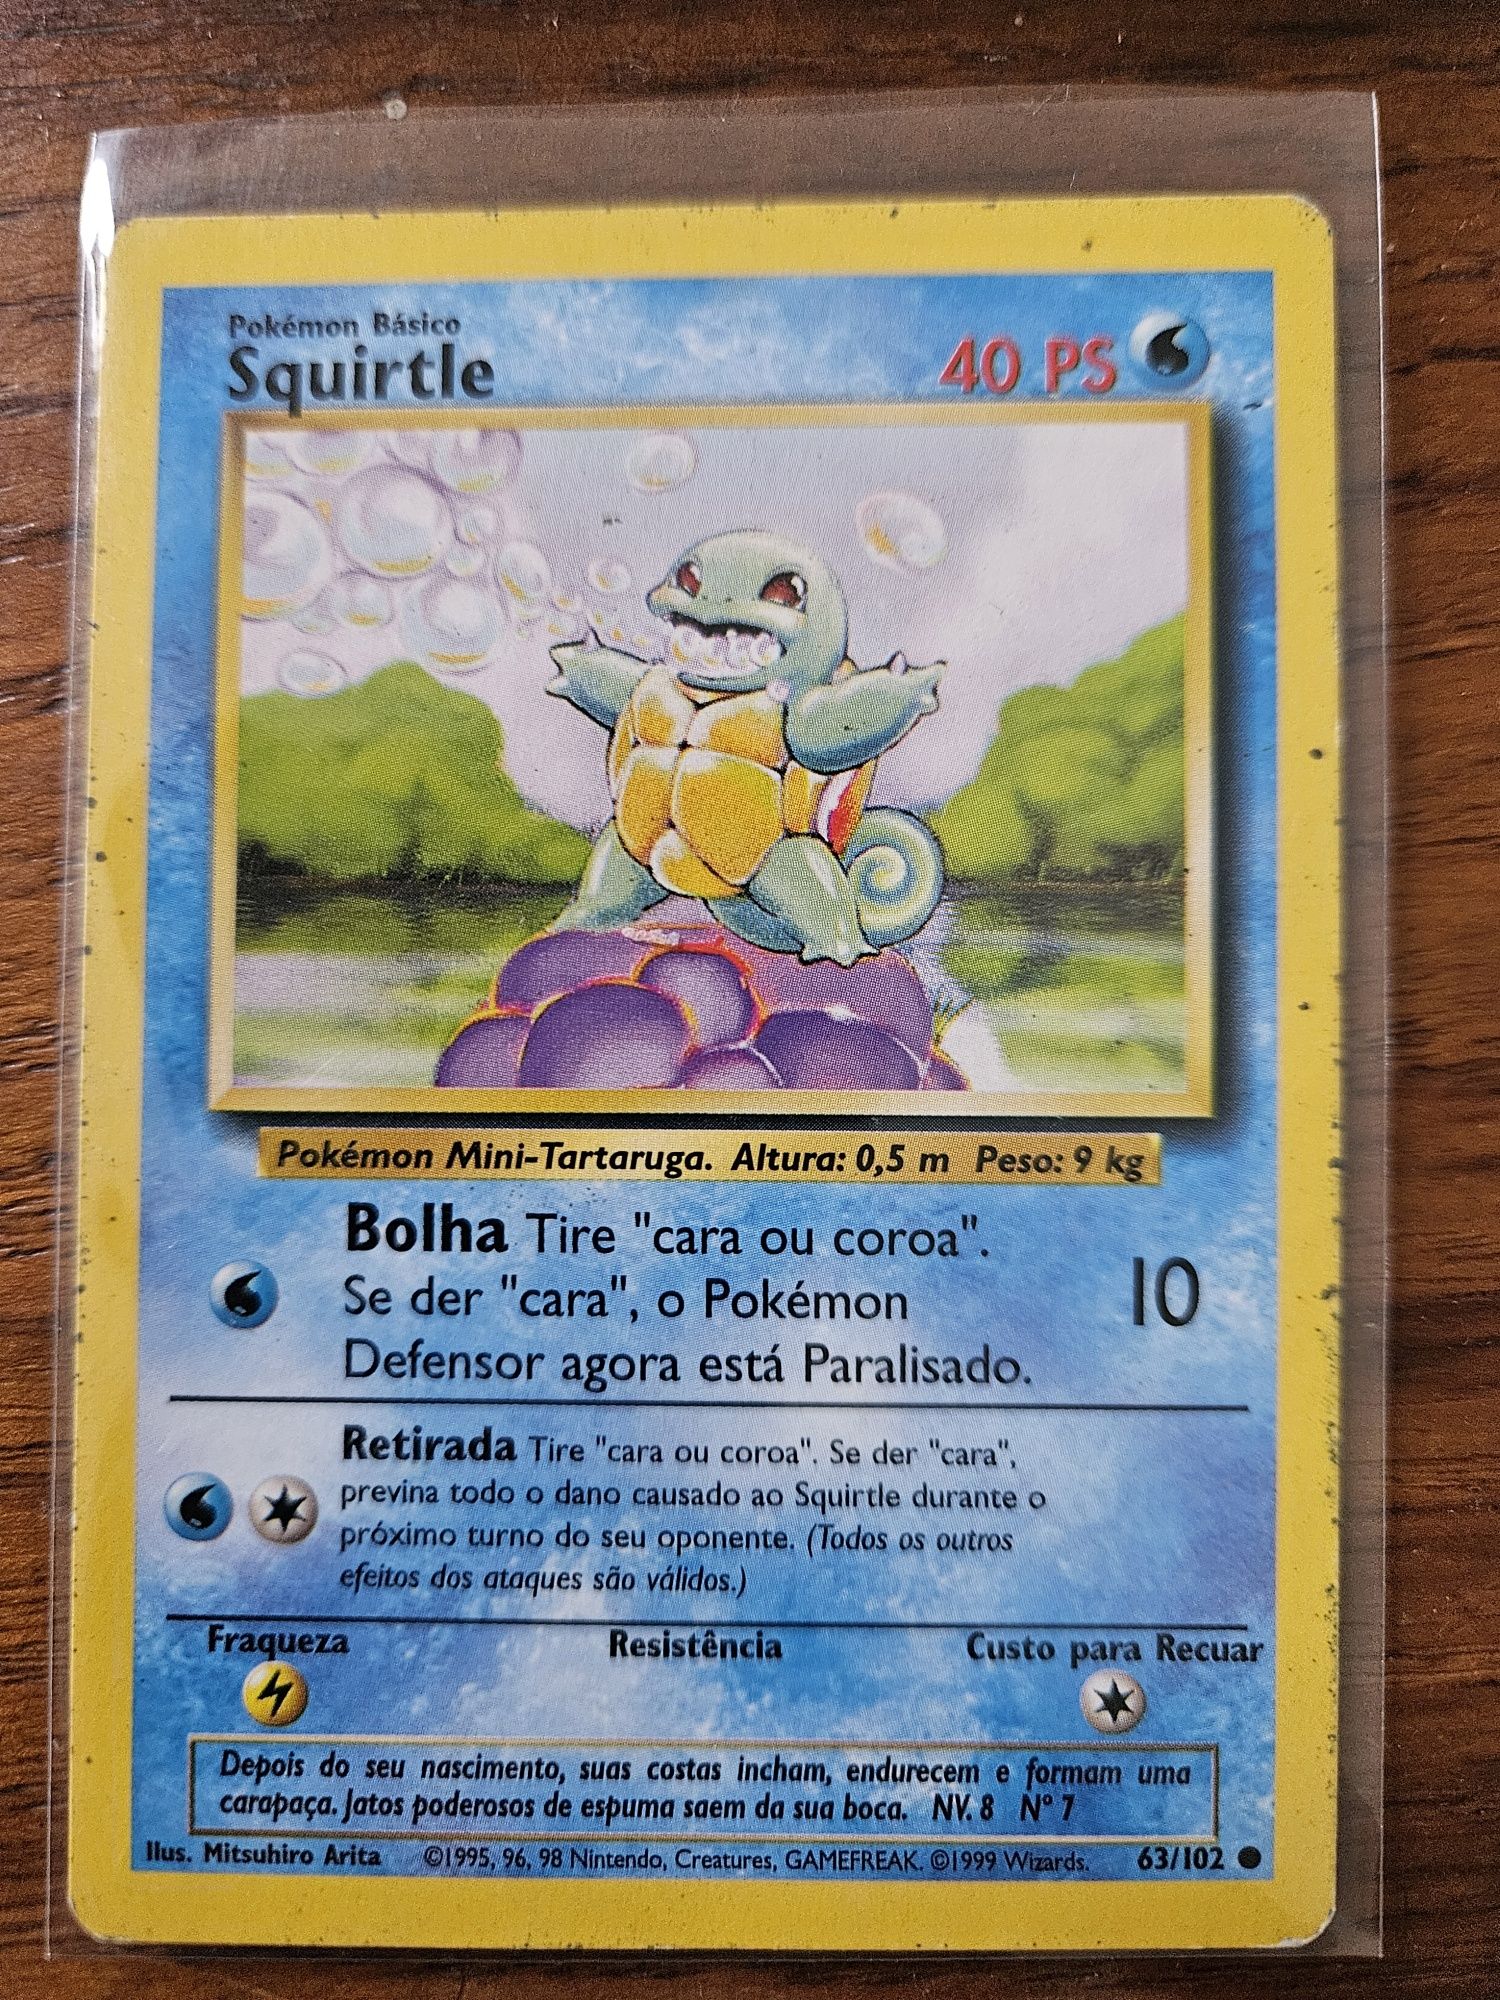 Pokémon Básico
Squirtle
40 PS
Pokémon Mini-Tartaruga. Altura: 0,5 m Peso: 9 kg
Bolha Tire "cara ou coroa".
Se der "cara", o Pokémon
Defensor agora está Paralisado.
10
Retirada Tire "cara ou coroa". Se der "cara",
previna todo o dano causado ao Squirtle durante o
próximo turno do seu oponente. (Todos os outros
efeitos dos ataques são válidos.)
Fraqueza Resistência Custo para Recuar
Depois do seu nascimento, suas costas incham, endurecem e formam uma
carapaça. Jatos poderosos de espuma saem da sua boca. NV. 8 Nº 7
Ilus. Mitsuhiro Arita ©1995, 96, 98 Nintendo, Creatures, GAMEFREAK. ©1999 Wizards. 63/102